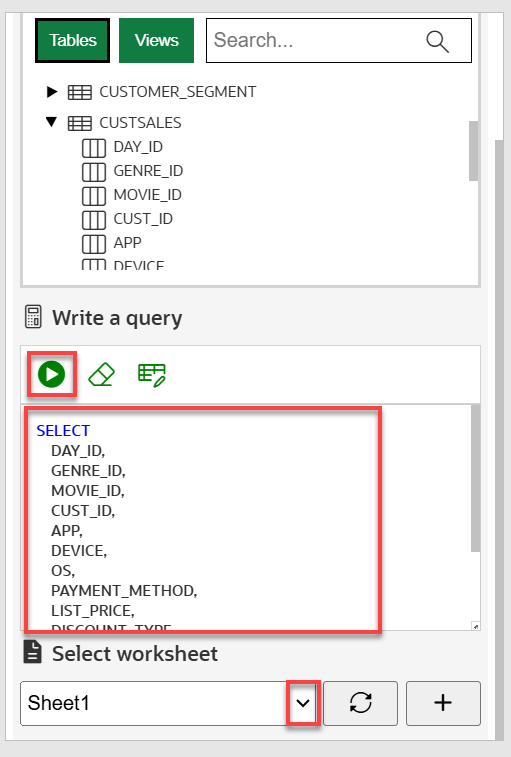 Tables Views Search...
CUSTOMER_SEGMENT
CUSTSALES
DAY_ID
GENRE_ID
MOVIE_ID
CUST_ID
APP
DEVICE
Write a query
SELECT
DAY_ID,
GENRE_ID,
MOVIE_ID,
CUST_ID,
APP,
DEVICE,
OS,
PAYMENT_METHOD,
LIST_PRICE,
DISCOUNT_TYPE
Select worksheet
Sheet1